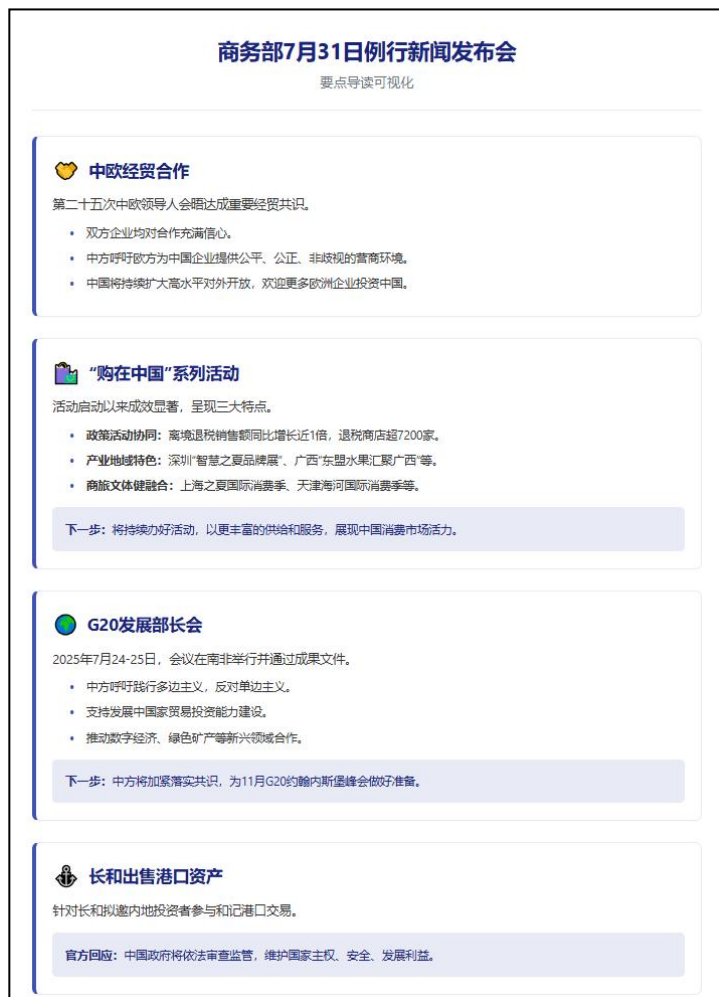 商务部7月31日例行新闻发布会
要点导读可视化
中欧经贸合作
第二十五次中欧领导人会晤达成重要经贸共识。
• 双方企业均对合作充满信心。
• 中方呼吁欧方为中国企业提供公平、公正、非歧视的营商环境。
• 中国将持续扩大高水平对外开放，欢迎更多欧洲企业投资中国。
“购在中国”系列活动
活动启动以来成效显著，呈现三大特点。
• 政策活动协同：离境退税销售额同比增长近1倍，退税商店超7200家。
• 产业地域特色：深圳“智慧之夏品牌展”、广西“东盟水果汇聚广西”等。
• 商旅文体健融合：上海之夏国际消费季、天津海河国际消费季等。
下一步：将持续办好活动，以更丰富的供给和服务，展现中国消费市场活力。
G20发展部长会
2025年7月24-25日，会议在南非举行并通过成果文件。
• 中方呼吁践行多边主义，反对单边主义。
• 支持发展中国家贸易投资能力建设。
• 推动数字经济、绿色矿产等新兴领域合作。
下一步：中方将加紧落实共识，为11月G20约翰内斯堡峰会做好准备。
长和出售港口资产
针对长和拟邀内地投资者参与和记港口交易。
官方回应：中国政府将依法审查监管，维护国家主权、安全、发展利益。